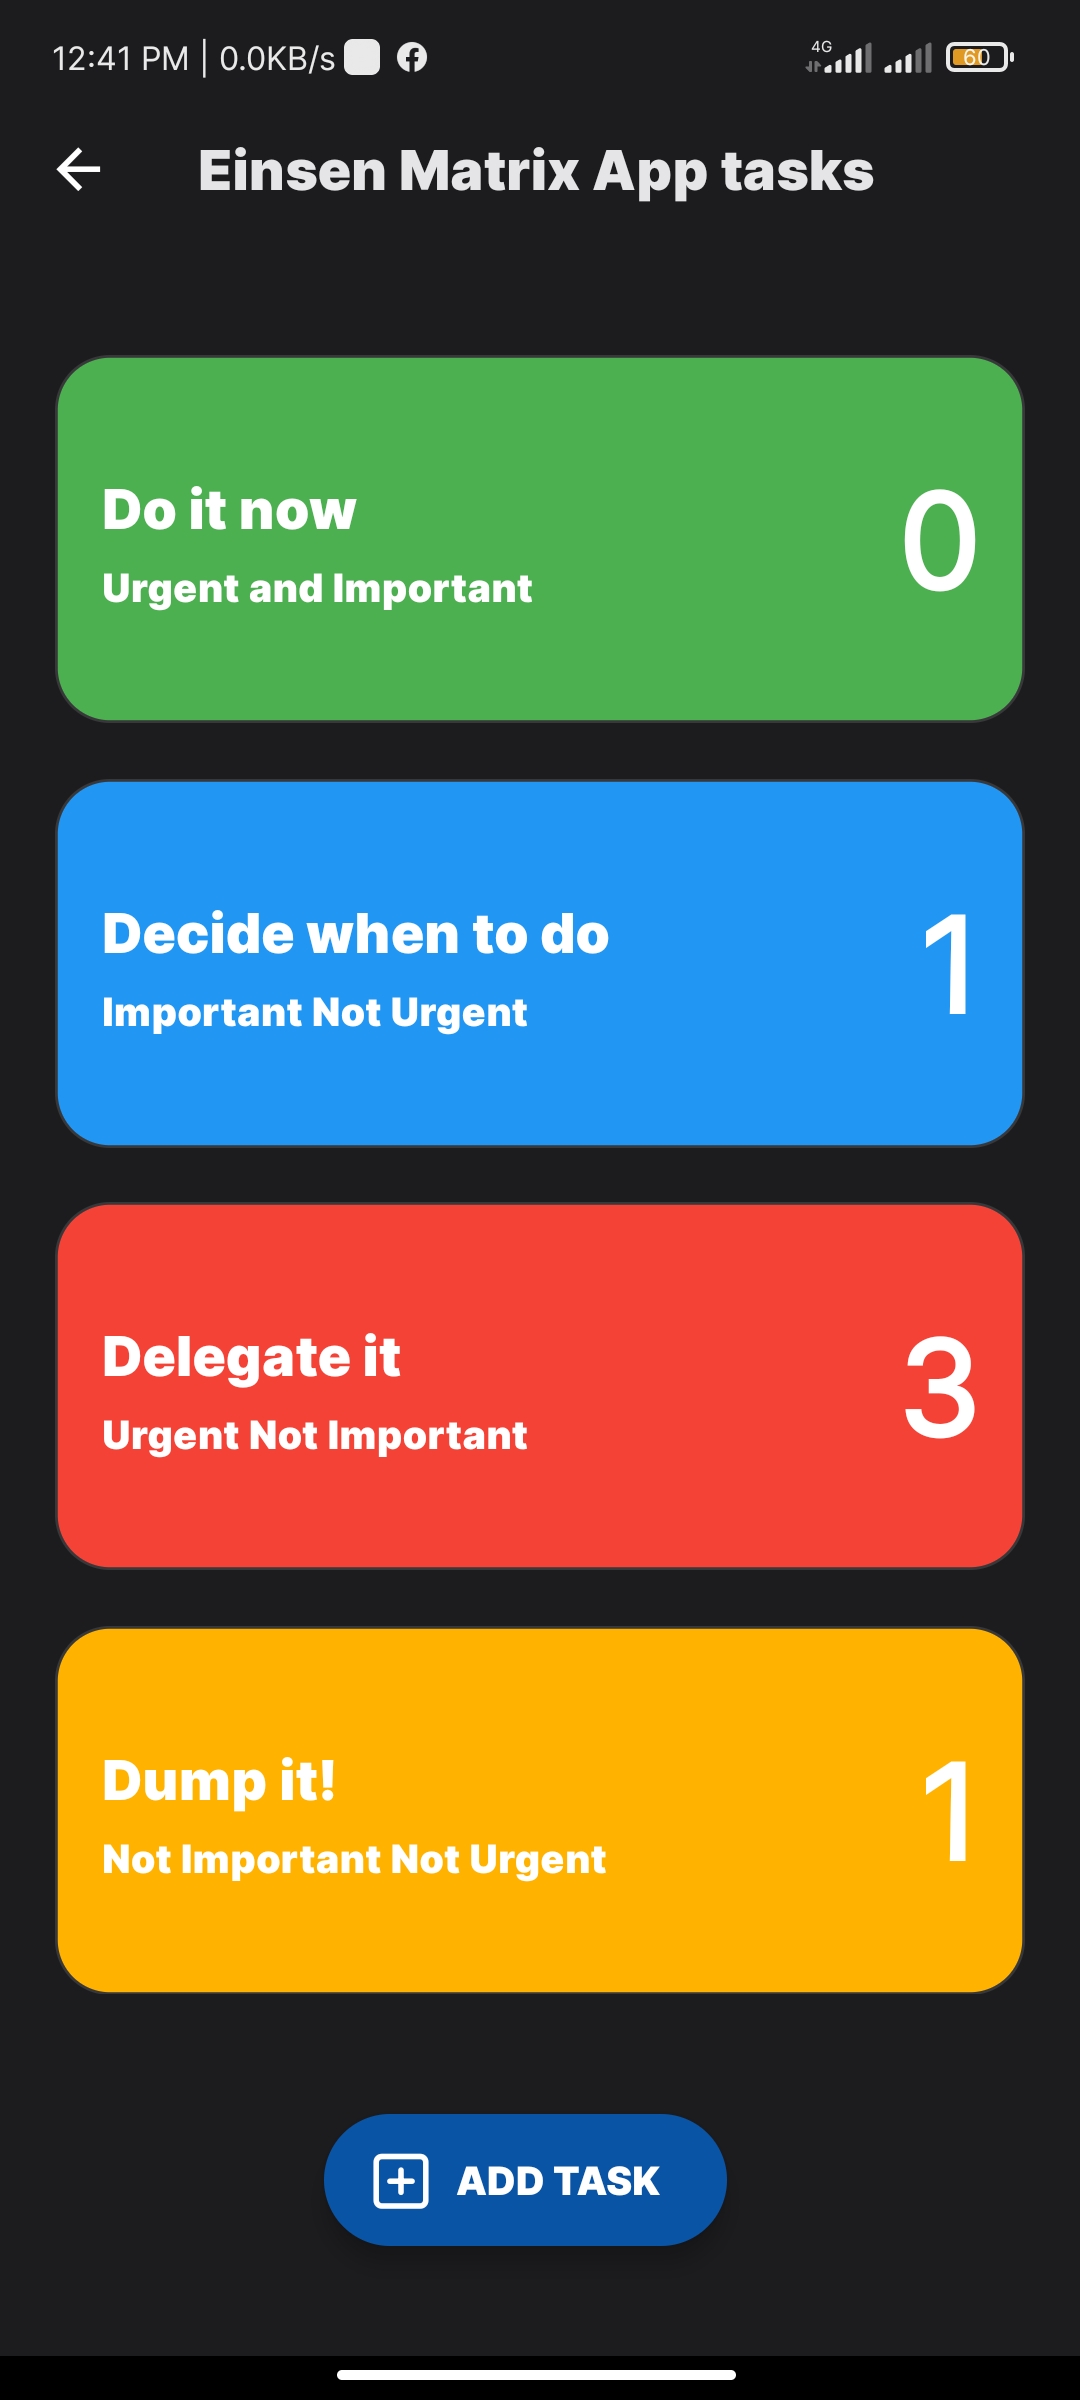 12:41 PM | 0.0KB/s 4G 60
Einsen Matrix App tasks
Do it now
Urgent and Important
0
Decide when to do
Important Not Urgent
1
Delegate it
Urgent Not Important
3
Dump it!
Not Important Not Urgent
1
ADD TASK